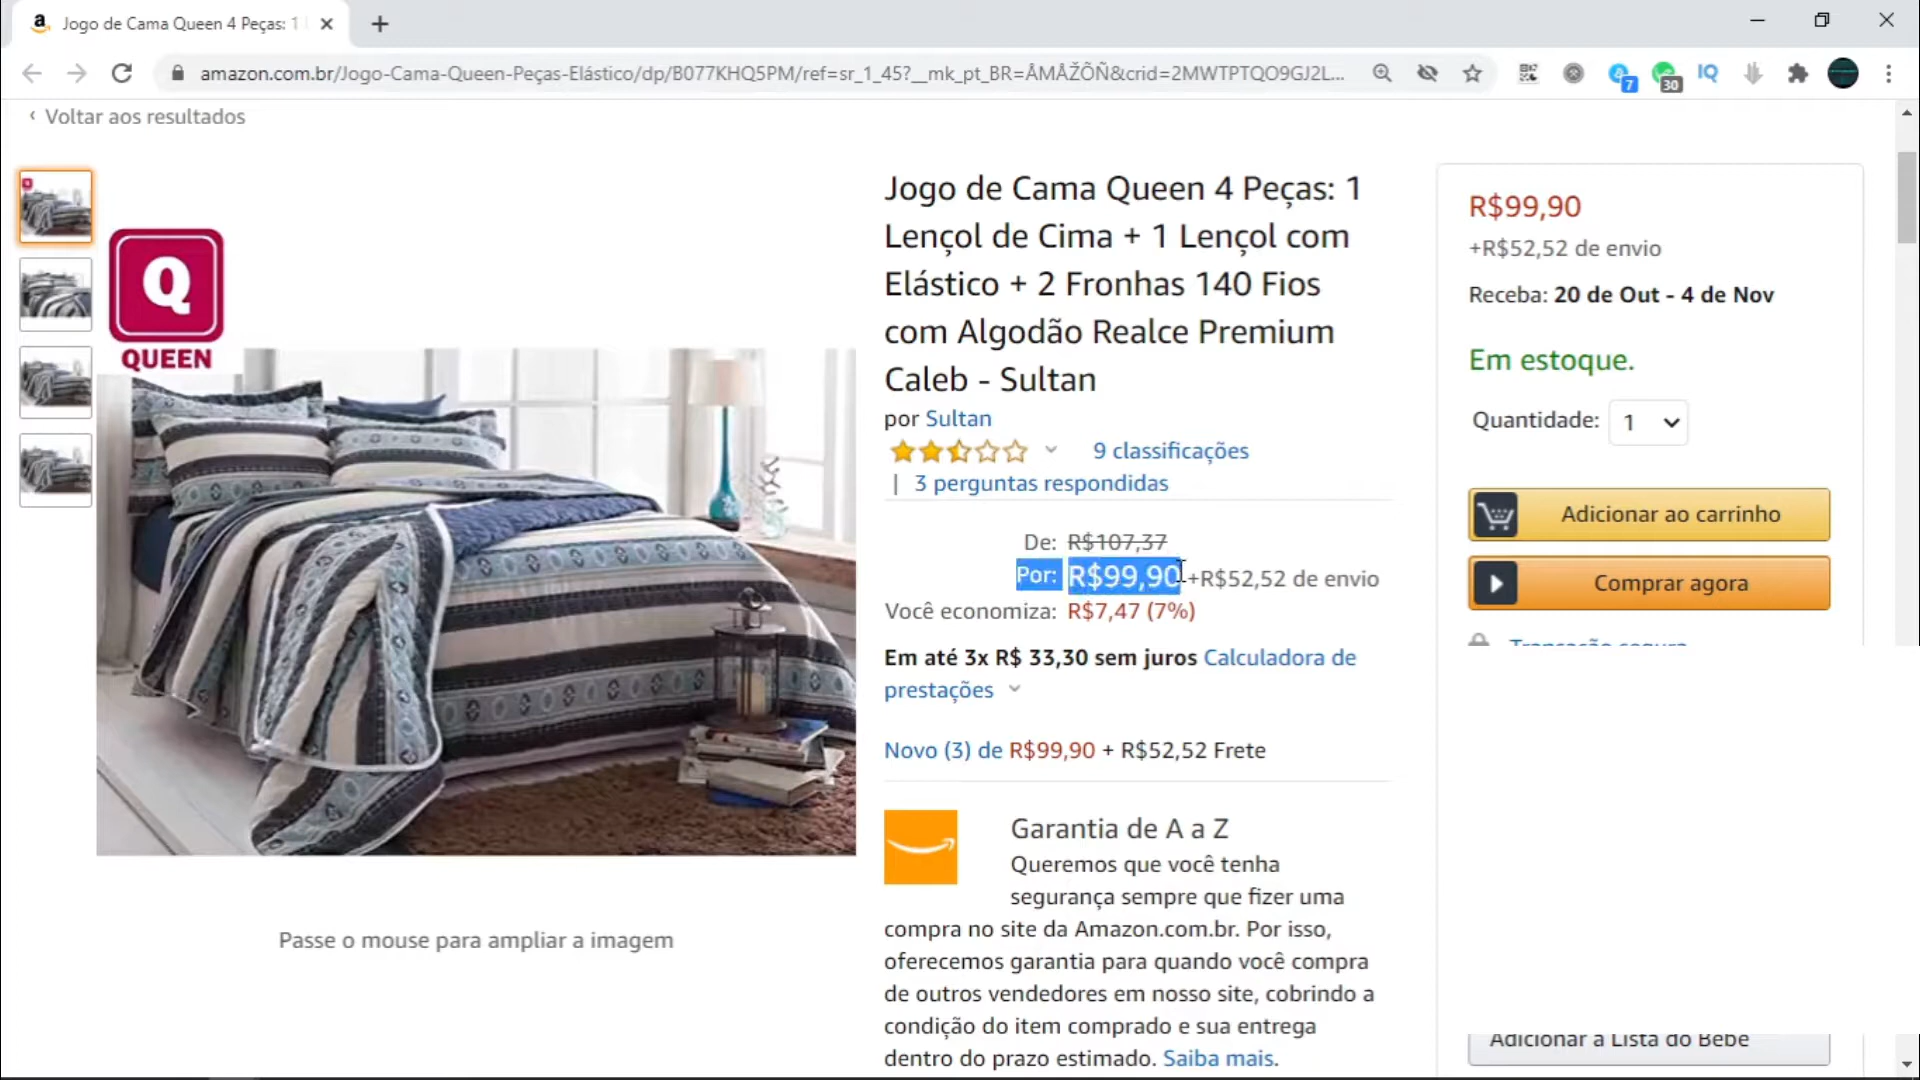 Jogo de Cama Queen 4 Peças: 1
amazon.com.br/Jogo-Cama-Queen-Peças-Elástico/dp/B077KHQ5PM/ref=sr_1_45?__mk_pt_BR=ÅMÅŽÕÑ&crid=2MWTPTQO9GJ2L...
7
30
IQ
‹ Voltar aos resultados
Q
QUEEN
Passe o mouse para ampliar a imagem
Jogo de Cama Queen 4 Peças: 1
Lençol de Cima + 1 Lençol com
Elástico + 2 Fronhas 140 Fios
com Algodão Realce Premium
Caleb - Sultan
por Sultan
9 classificações
| 3 perguntas respondidas
De: R$107,37
Por: R$99,90 +R$52,52 de envio
Você economiza: R$7,47 (7%)
Em até 3x R$ 33,30 sem juros Calculadora de
prestações
Novo (3) de R$99,90 + R$52,52 Frete
Garantia de A a Z
Queremos que você tenha
segurança sempre que fizer uma
compra no site da Amazon.com.br. Por isso,
oferecemos garantia para quando você compra
de outros vendedores em nosso site, cobrindo a
condição do item comprado e sua entrega
dentro do prazo estimado. Saiba mais.
R$99,90
+R$52,52 de envio
Receba: 20 de Out - 4 de Nov
Em estoque.
Quantidade: 1
Adicionar ao carrinho
Comprar agora
Transação segura
Adicionar à Lista do Bebê